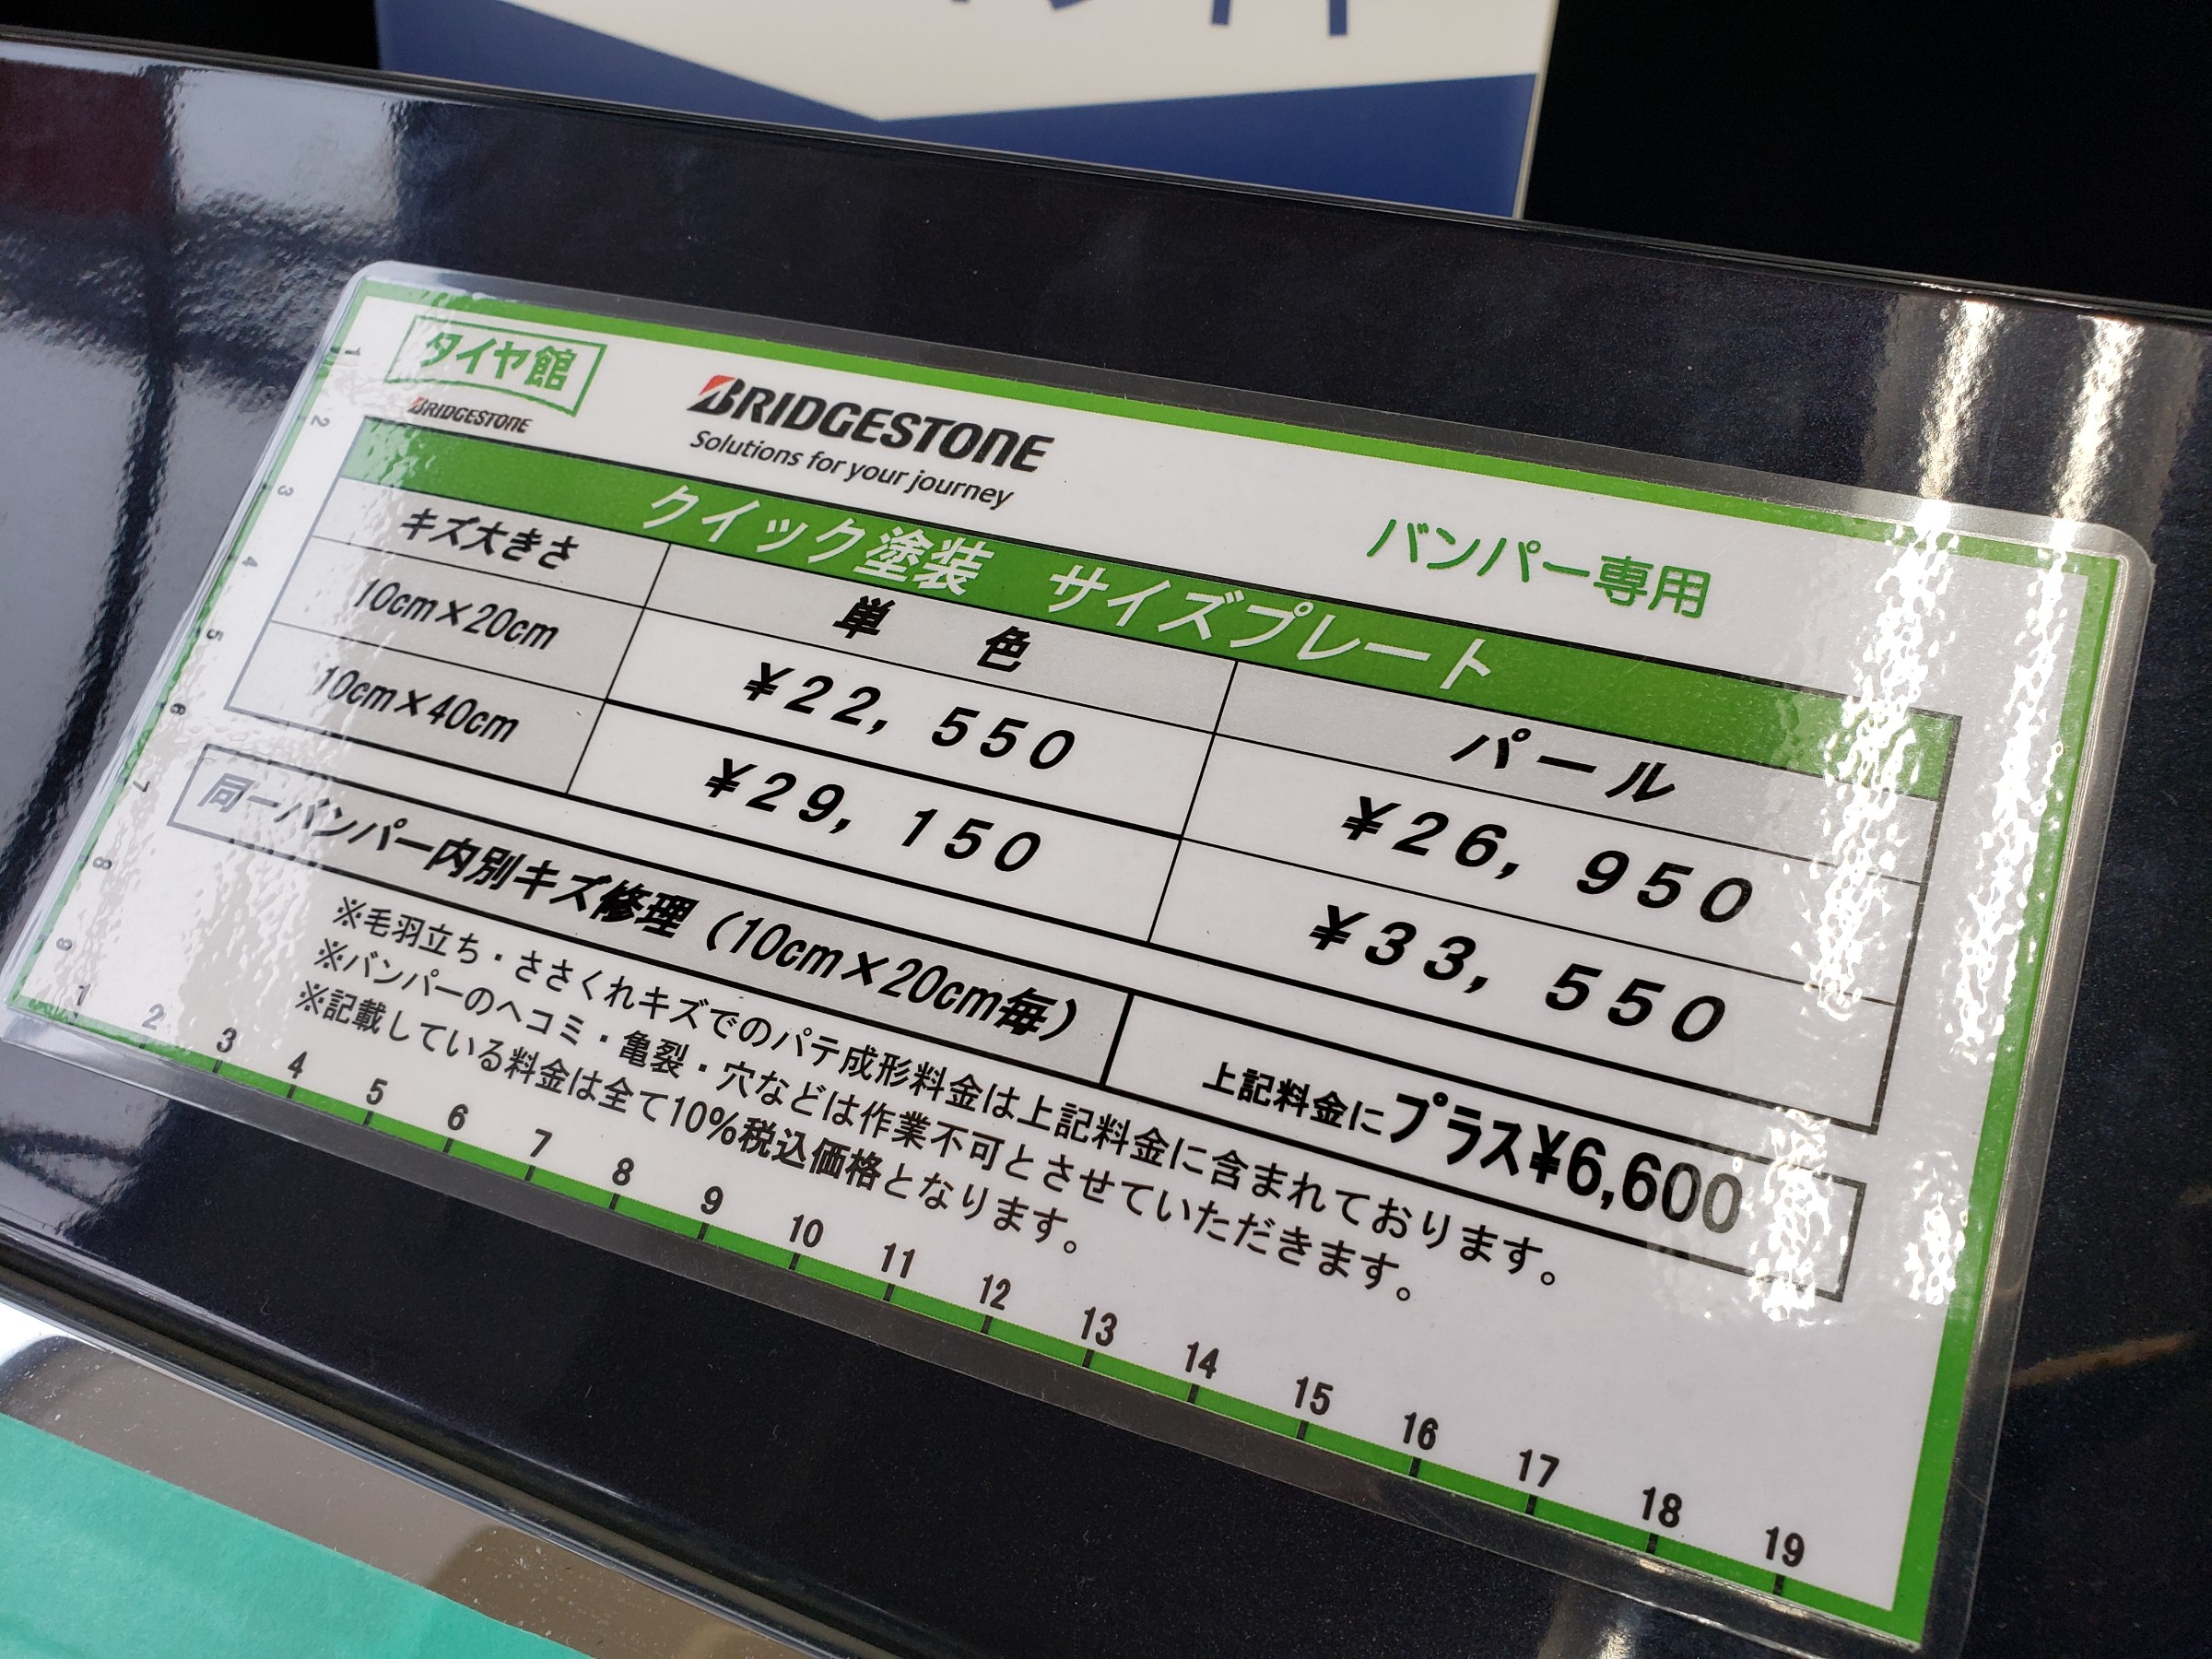 タイヤ館
BRIDGESTONE
BRIDGESTONE
Solutions for your journey
バンパー専用
クイック塗装 サイズプレート
キズ大きさ 単 色 パール
10cm×20cm ¥22,550 ¥26,950
10cm×40cm ¥29,150 ¥33,550
同一バンパー内別キズ修理(10cm×20cm毎) 上記料金にプラス¥6,600
※毛羽立ち・ささくれキズでのパテ成形料金は上記料金に含まれております。
※バンパーのヘコミ・亀裂・穴などは作業不可とさせていただきます。
※記載している料金は全て10%税込価格となります。
1
2
3
4
5
6
7
8
9
1 2 3 4 5 6 7 8 9 10 11 12 13 14 15 16 17 18 19